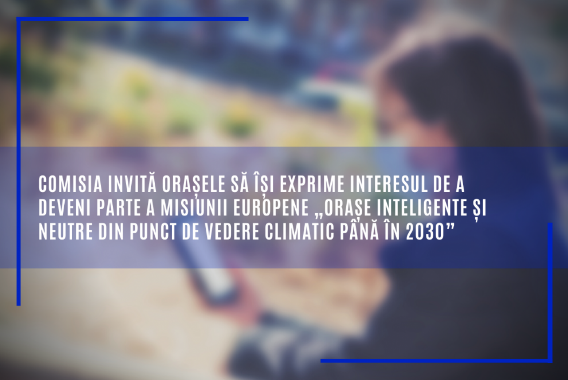 COMISIA INVITĂ ORAȘELE SĂ ÎȘI EXPRIME INTERESUL DE A
DEVENI PARTE A MISIUNII EUROPENE „ORAȘE INTELIGENTE ȘI
NEUTRE DIN PUNCT DE VEDERE CLIMATIC PÂNĂ ÎN 2030”